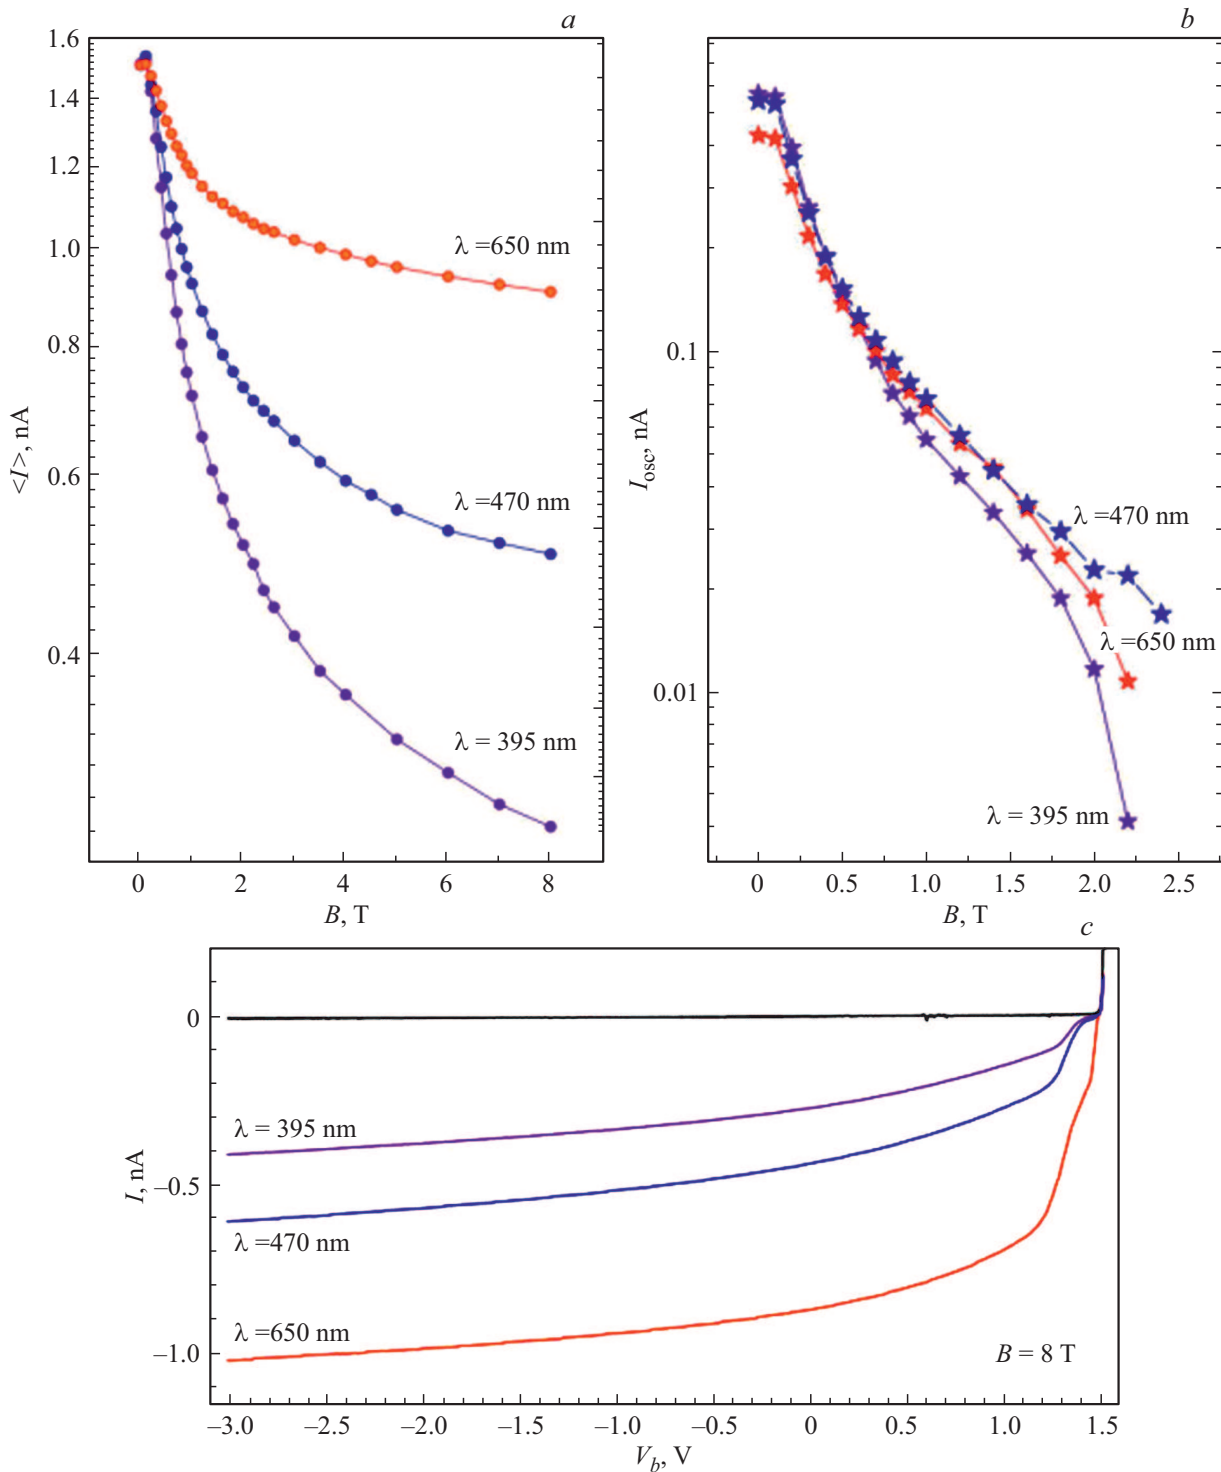 a
1.6
1.4
1.2
1.0
0.8
0.6
0.4
<I>, nA
λ =650 nm
λ =470 nm
λ = 395 nm
0 2 4 6 8
B, T
b
0.1
0.01
I_osc, nA
λ =470 nm
λ =650 nm
λ = 395 nm
0 0.5 1.0 1.5 2.0 2.5
B, T
c
0
–0.5
–1.0
I, nA
λ = 395 nm
λ =470 nm
λ =650 nm
B = 8 T
–3.0 –2.5 –2.0 –1.5 –1.0 –0.5 0 0.5 1.0 1.5
V_b, V